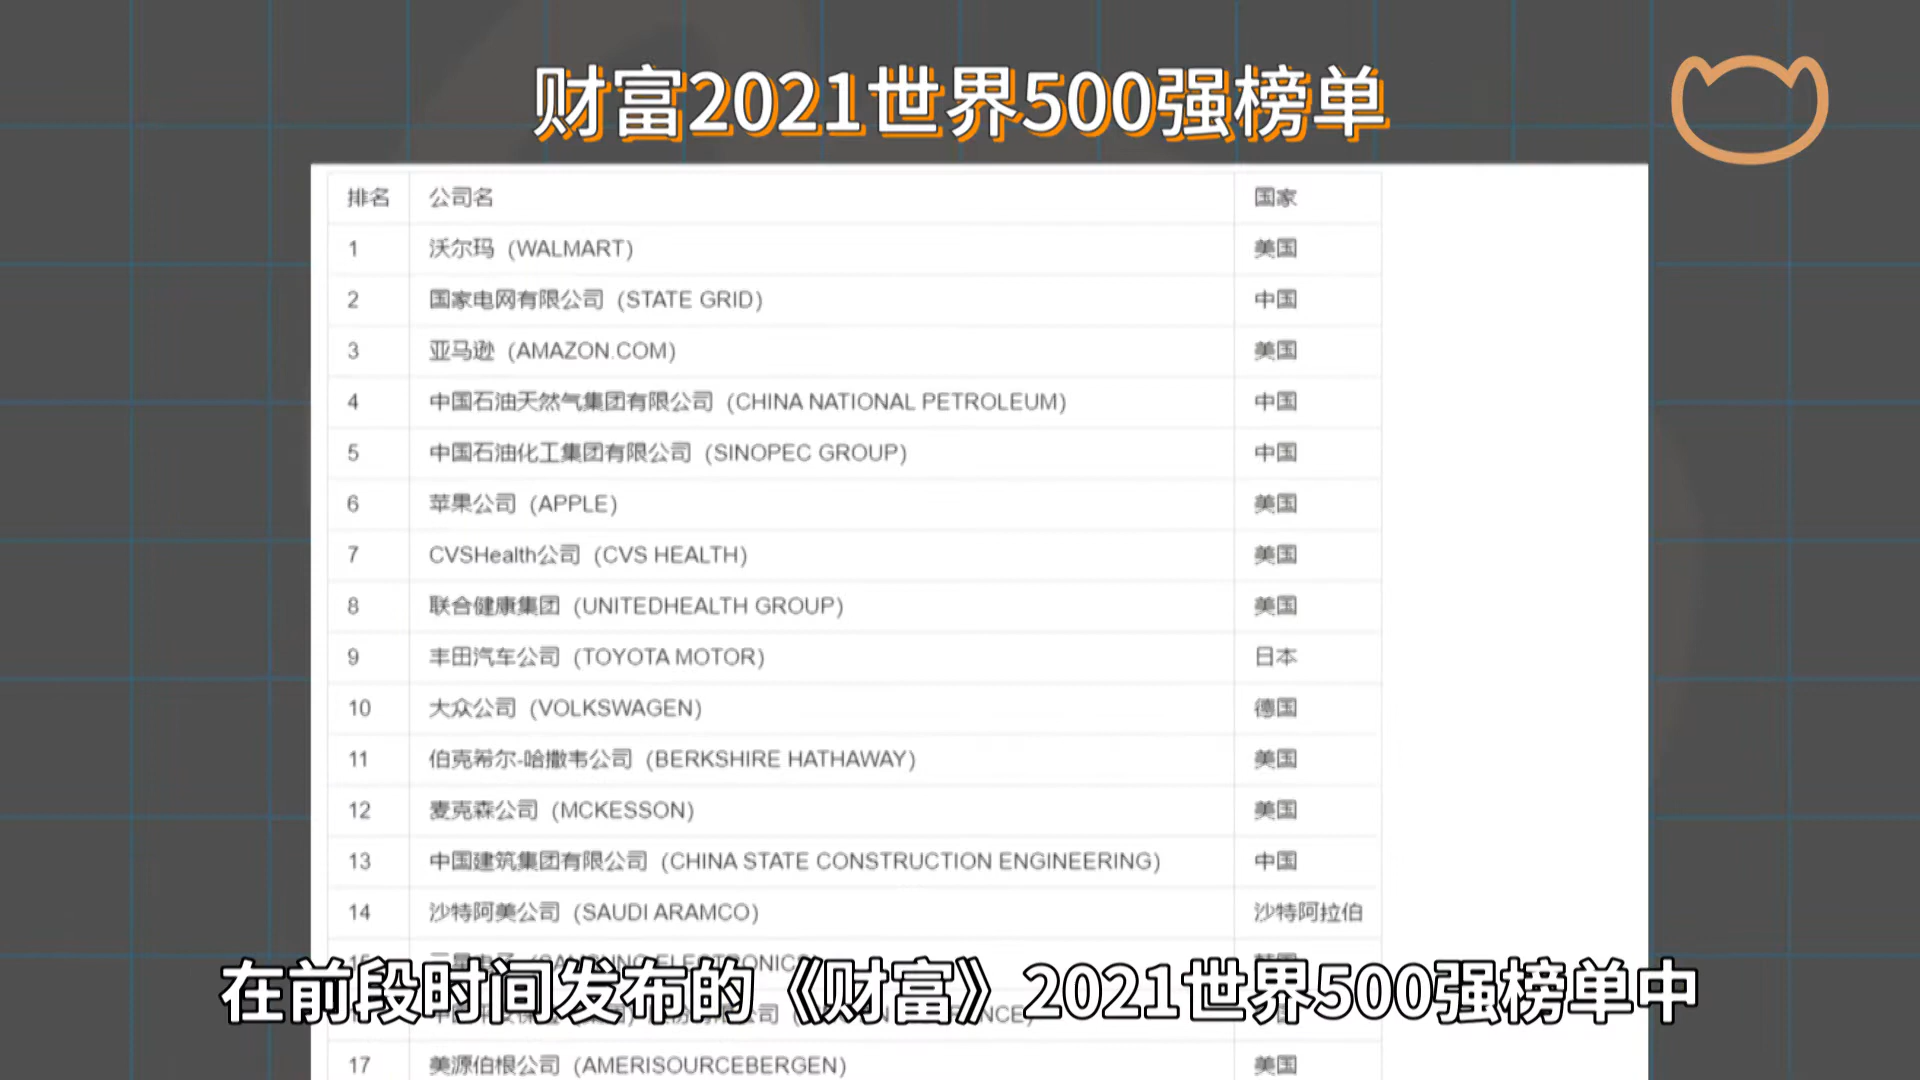 财富2021世界500强榜单
排名 公司名 国家
1 沃尔玛（WALMART） 美国
2 国家电网有限公司（STATE GRID） 中国
3 亚马逊（AMAZON.COM） 美国
4 中国石油天然气集团有限公司（CHINA NATIONAL PETROLEUM） 中国
5 中国石油化工集团有限公司（SINOPEC GROUP） 中国
6 苹果公司（APPLE） 美国
7 CVSHealth公司（CVS HEALTH） 美国
8 联合健康集团（UNITEDHEALTH GROUP） 美国
9 丰田汽车公司（TOYOTA MOTOR） 日本
10 大众公司（VOLKSWAGEN） 德国
11 伯克希尔-哈撒韦公司（BERKSHIRE HATHAWAY） 美国
12 麦克森公司（MCKESSON） 美国
13 中国建筑集团有限公司（CHINA STATE CONSTRUCTION ENGINEERING） 中国
14 沙特阿美公司（SAUDI ARAMCO） 沙特阿拉伯
在前段时间发布的《财富》2021世界500强榜单中
17 美源伯根公司（AMERISOURCEBERGEN） 美国